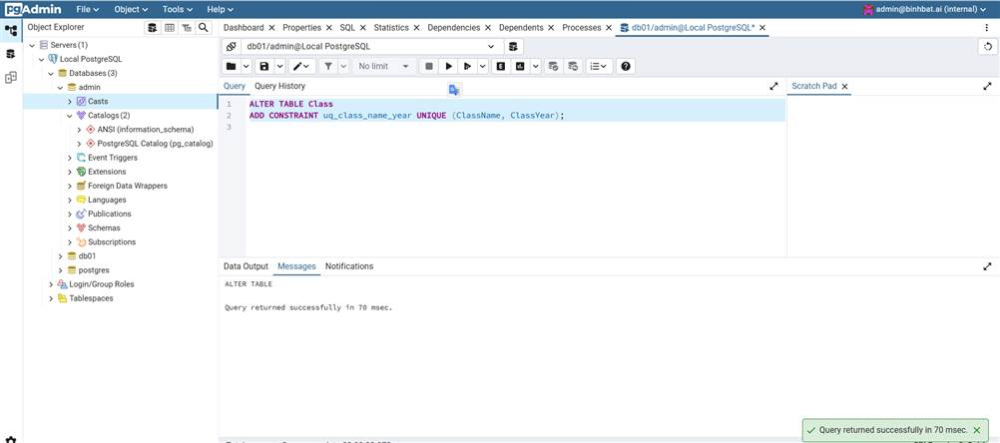 pgAdmin File Object Tools Help admin@binhbat.ai (internal)
Object Explorer
Dashboard Properties SQL Statistics Dependencies Dependents Processes db01/admin@Local PostgreSQL*
Servers (1)
Local PostgreSQL
Databases (3)
admin
Casts
Catalogs (2)
ANSI (information_schema)
PostgreSQL Catalog (pg_catalog)
Event Triggers
Extensions
Foreign Data Wrappers
Languages
Publications
Schemas
Subscriptions
db01
postgres
Login/Group Roles
Tablespaces
db01/admin@Local PostgreSQL
No limit
E
Query Query History
Scratch Pad
1 ALTER TABLE Class
2 ADD CONSTRAINT uq_class_name_year UNIQUE (ClassName, ClassYear);
3
Data Output Messages Notifications
ALTER TABLE
Query returned successfully in 70 msec.
Query returned successfully in 70 msec.